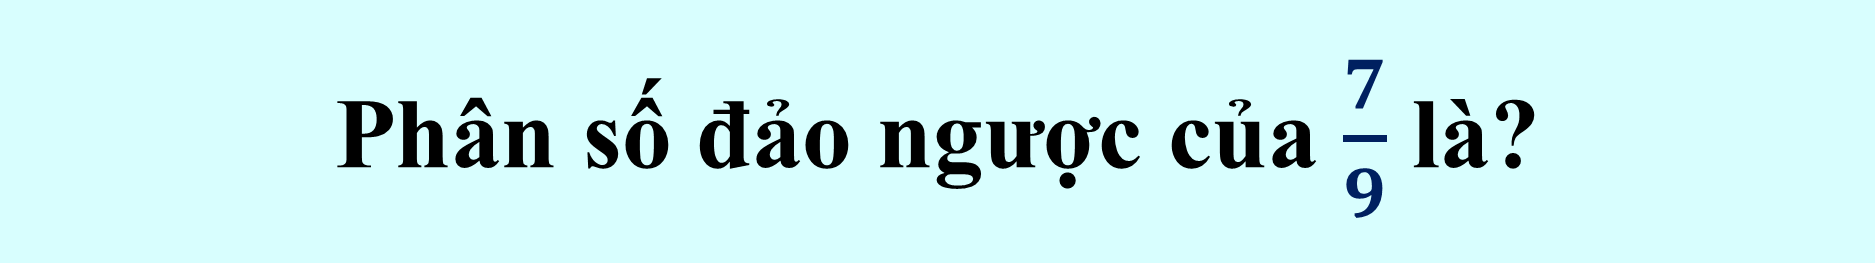 Phân số đảo ngược của 7/9 là?